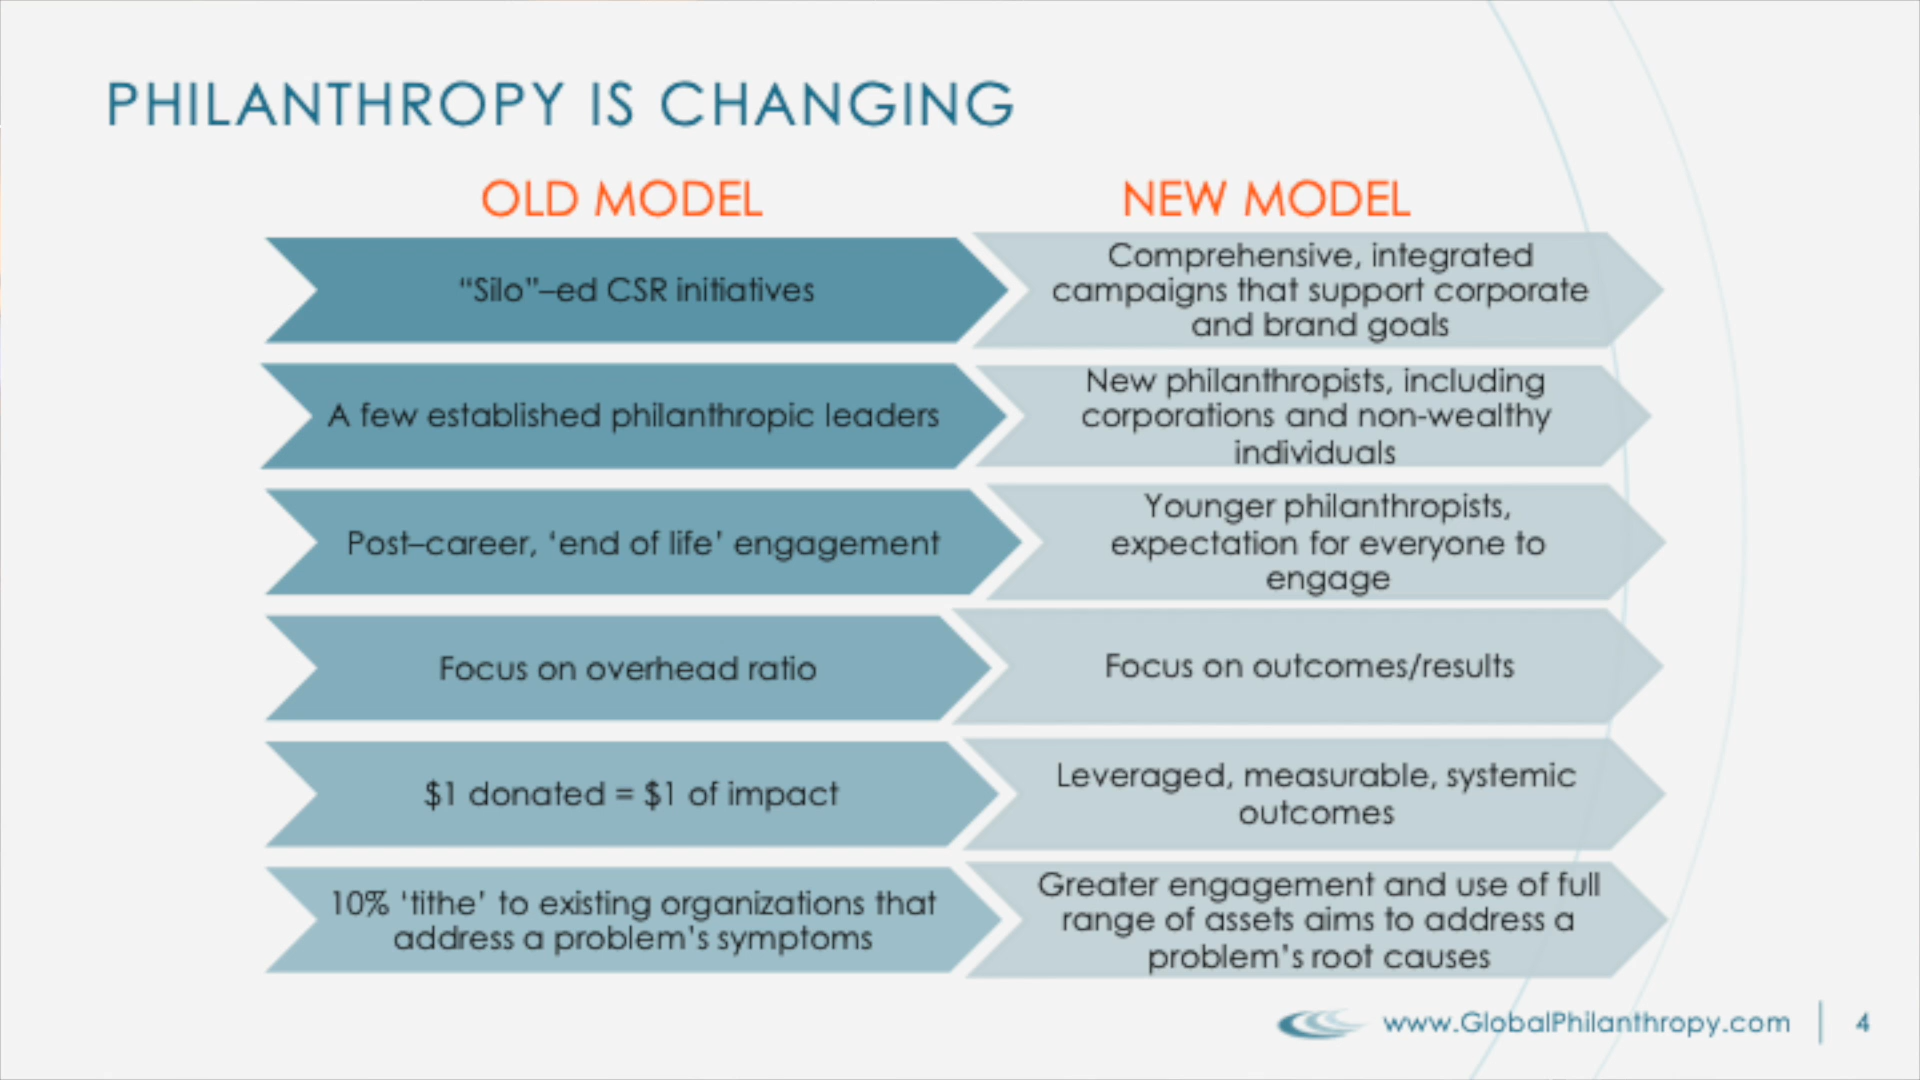 PHILANTHROPY IS CHANGING
OLD MODEL
NEW MODEL
“Silo”–ed CSR initiatives
Comprehensive, integrated
campaigns that support corporate
and brand goals
A few established philanthropic leaders
New philanthropists, including
corporations and non-wealthy
individuals
Post–career, ‘end of life’ engagement
Younger philanthropists,
expectation for everyone to
engage
Focus on overhead ratio
Focus on outcomes/results
$1 donated = $1 of impact
Leveraged, measurable, systemic
outcomes
10% ‘tithe’ to existing organizations that
address a problem’s symptoms
Greater engagement and use of full
range of assets aims to address a
problem’s root causes
www.GlobalPhilanthropy.com
4